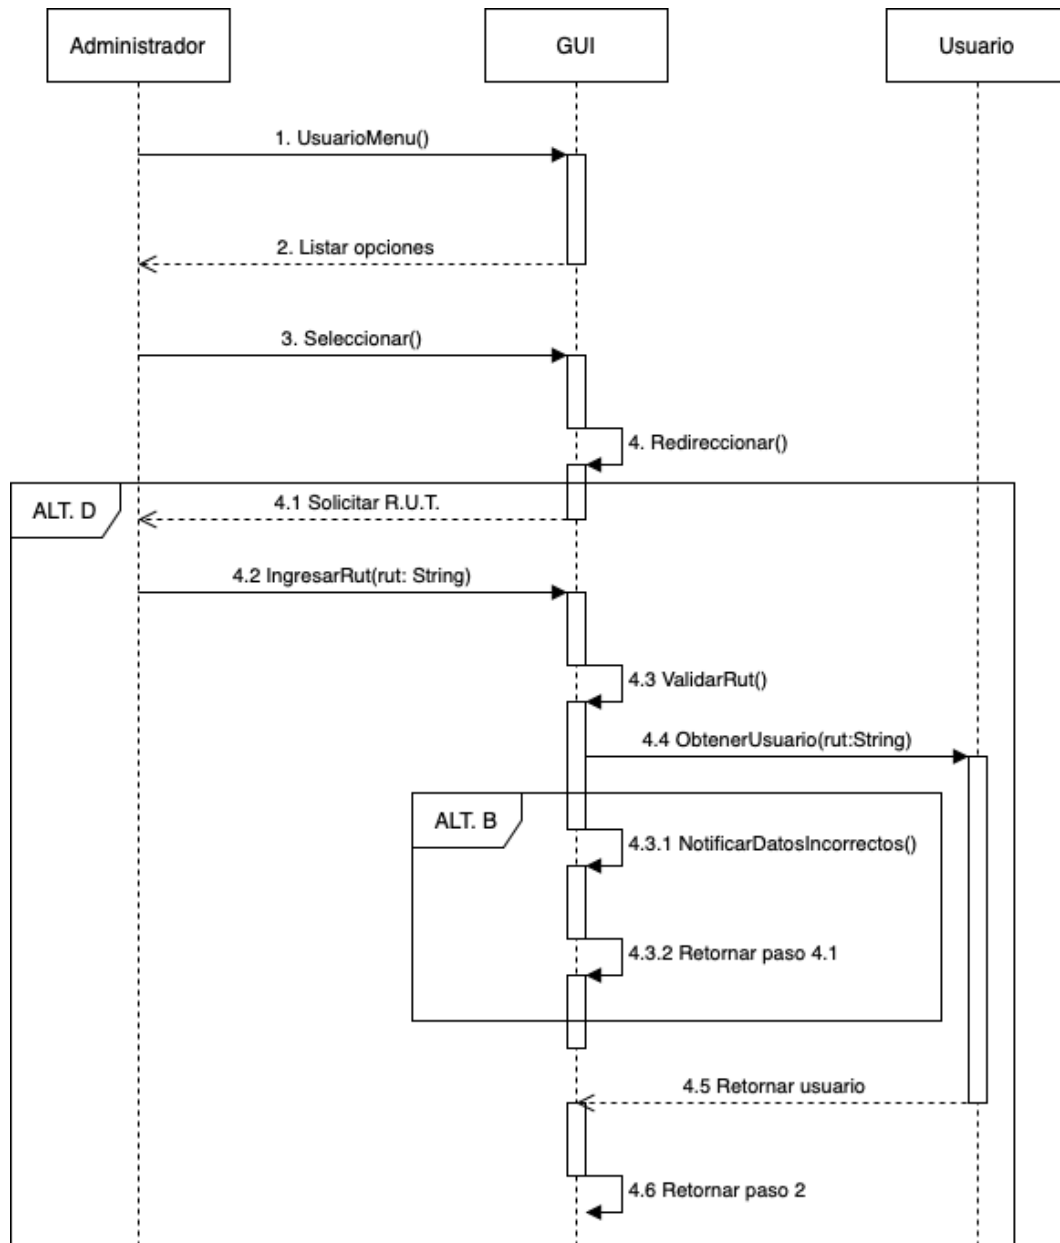 Administrador
GUI
Usuario
1. UsuarioMenu()
2. Listar opciones
3. Seleccionar()
4. Redireccionar()
ALT. D
4.1 Solicitar R.U.T.
4.2 IngresarRut(rut: String)
4.3 ValidarRut()
4.4 ObtenerUsuario(rut:String)
ALT. B
4.3.1 NotificarDatosIncorrectos()
4.3.2 Retornar paso 4.1
4.5 Retornar usuario
4.6 Retornar paso 2